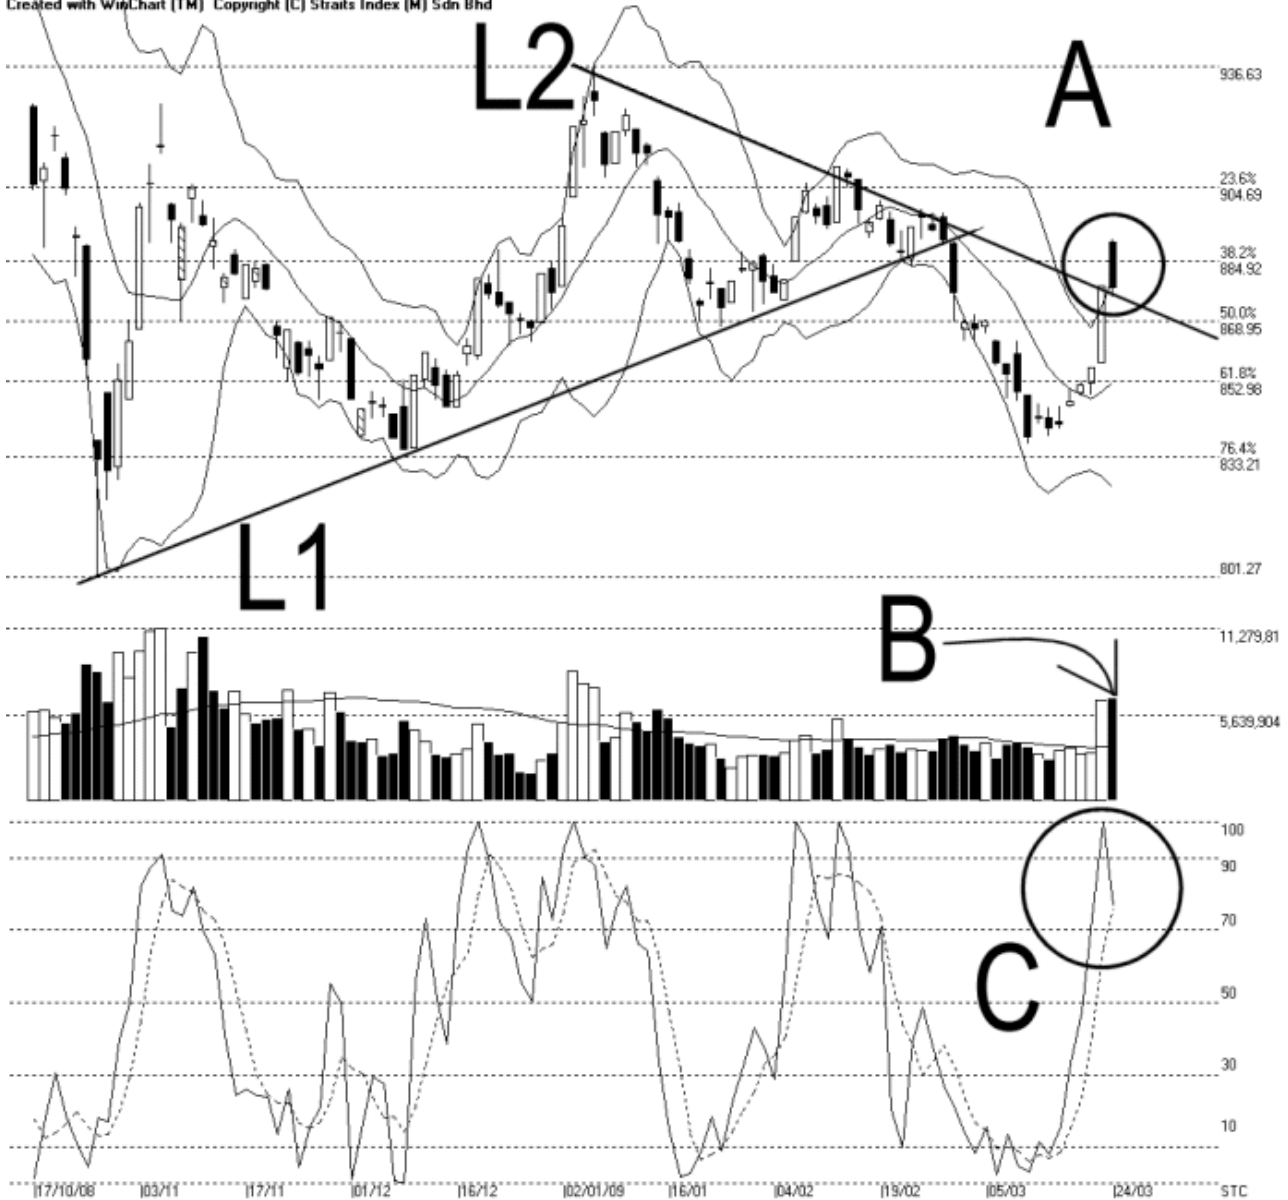 Created with WinChart (TM) Copyright (C) Straits Index (M) Sdn Bhd
L2
A
936.63
23.6%
904.69
38.2%
884.92
50.0%
868.95
61.8%
852.98
76.4%
833.21
L1
801.27
B
11,279,81
5,639,904
100
90
70
C
50
30
10
17/10/08 03/11 17/11 01/12 16/12 02/01/09 16/01 04/02 19/02 05/03 24/03 STC